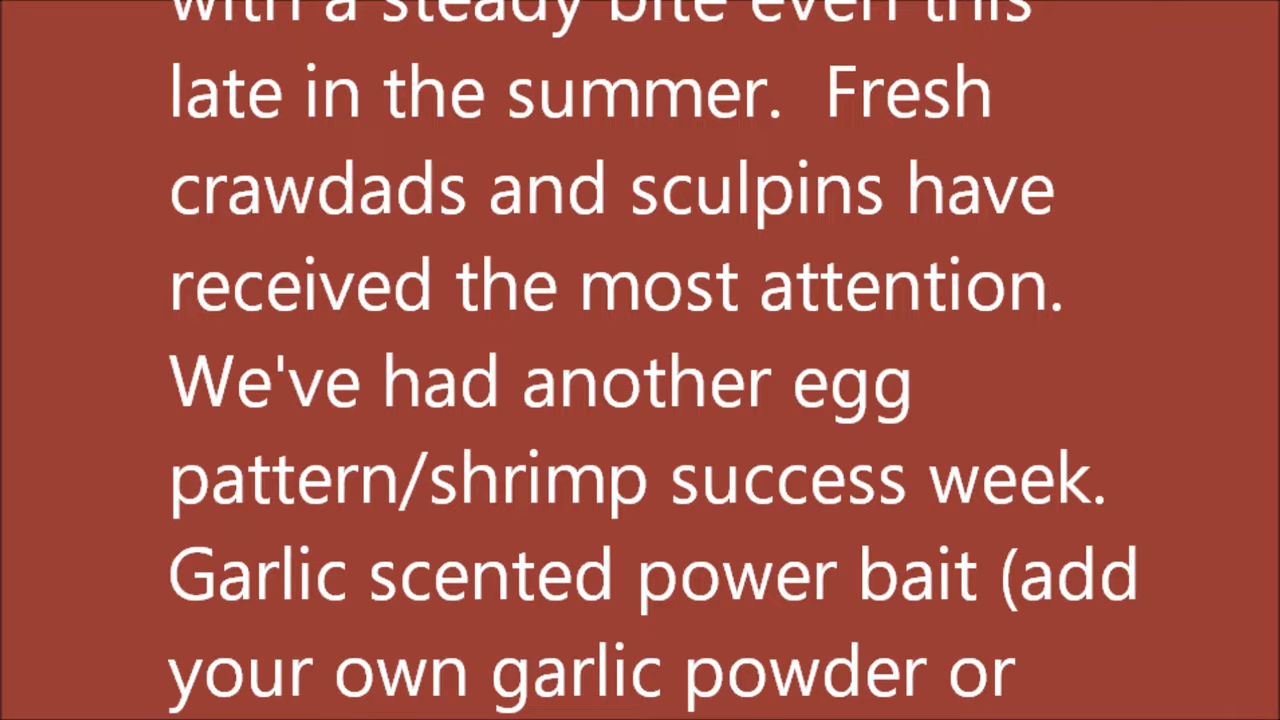 with a steady bite even this
late in the summer.  Fresh
crawdads and sculpins have
received the most attention.
We've had another egg
pattern/shrimp success week.
Garlic scented power bait (add
your own garlic powder or